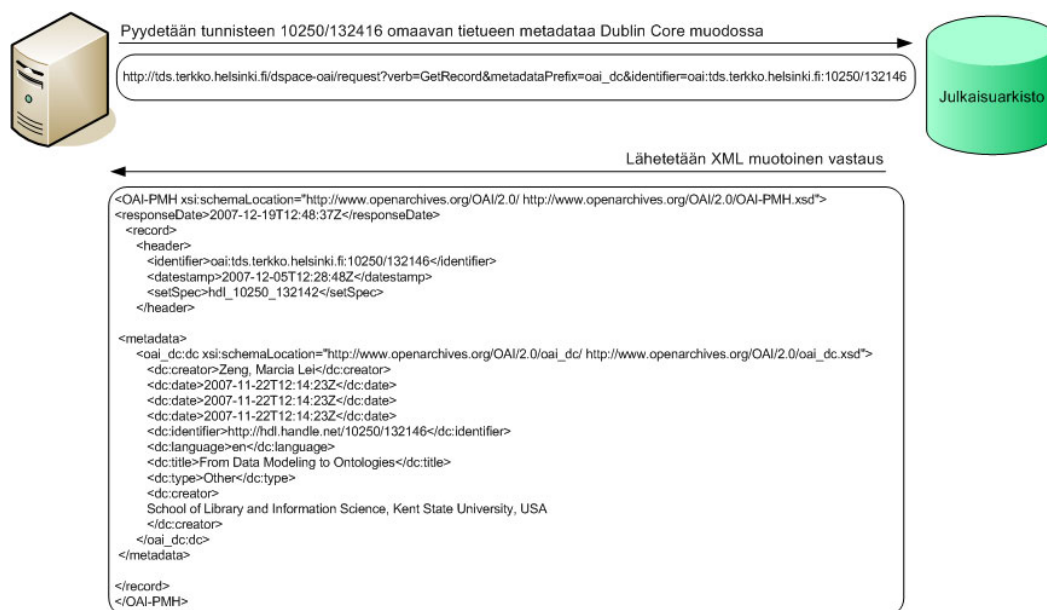 Pyydetään tunnisteen 10250/132416 omaavan tietueen metadataa Dublin Core muodossa
http://tds.terkko.helsinki.fi/dspace-oai/request?verb=GetRecord&metadataPrefix=oai_dc&identifier=oai:tds.terkko.helsinki.fi:10250/132146
Julkaisuarkisto
Lähetetään XML muotoinen vastaus
<OAI-PMH xsi:schemaLocation="http://www.openarchives.org/OAI/2.0/ http://www.openarchives.org/OAI/2.0/OAI-PMH.xsd">
<responseDate>2007-12-19T12:48:37Z</responseDate>
<record>
<header>
<identifier>oai:tds.terkko.helsinki.fi:10250/132146</identifier>
<datestamp>2007-12-05T12:28:48Z</datestamp>
<setSpec>hdl_10250_132142</setSpec>
</header>
<metadata>
<oai_dc:dc xsi:schemaLocation="http://www.openarchives.org/OAI/2.0/oai_dc/ http://www.openarchives.org/OAI/2.0/oai_dc.xsd">
<dc:creator>Zeng, Marcia Lei</dc:creator>
<dc:date>2007-11-22T12:14:23Z</dc:date>
<dc:date>2007-11-22T12:14:23Z</dc:date>
<dc:date>2007-11-22T12:14:23Z</dc:date>
<dc:identifier>http://hdl.handle.net/10250/132146</dc:identifier>
<dc:language>en</dc:language>
<dc:title>From Data Modeling to Ontologies</dc:title>
<dc:type>Other</dc:type>
<dc:creator>
School of Library and Information Science, Kent State University, USA
</dc:creator>
</oai_dc:dc>
</metadata>
</record>
</OAI-PMH>